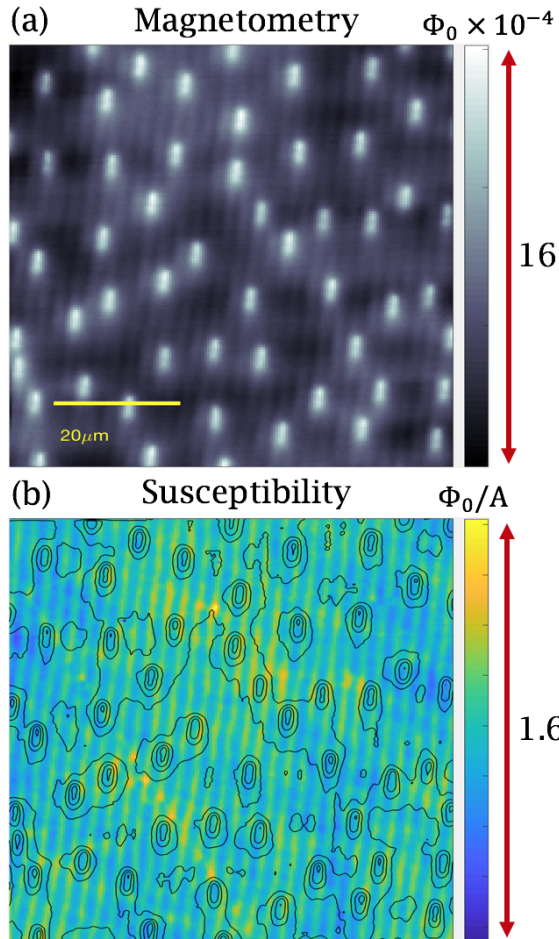 (a) Magnetometry Φ₀ × 10⁻⁴
16
20μm
(b) Susceptibility Φ₀/A
1.6